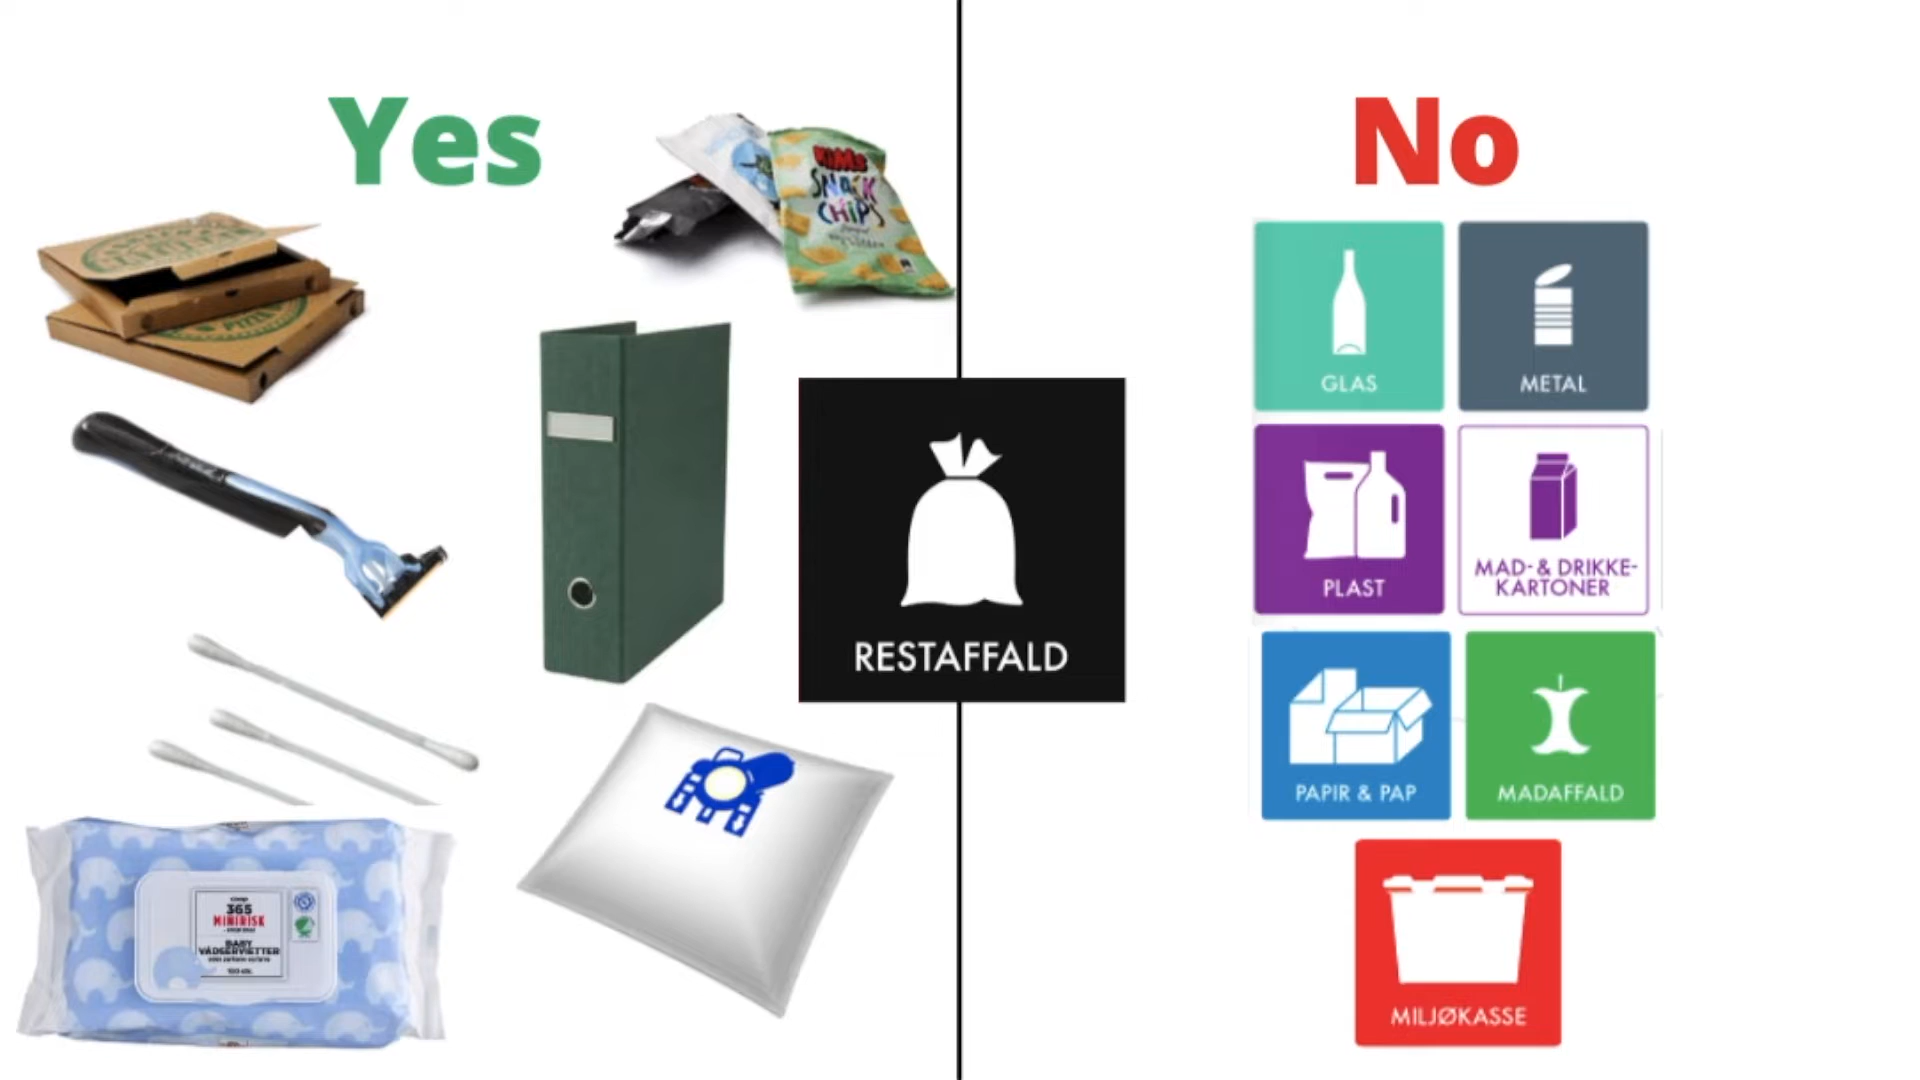 Yes
No
KiMs
SNACK
CHIPS
PIZZA
GLAS
METAL
PLAST
MAD- & DRIKKE-
KARTONER
RESTAFFALD
PAPIR & PAP
MADAFFALD
365
MINIRISK
BABY
VÅDSERVIETTER
MILJØKASSE